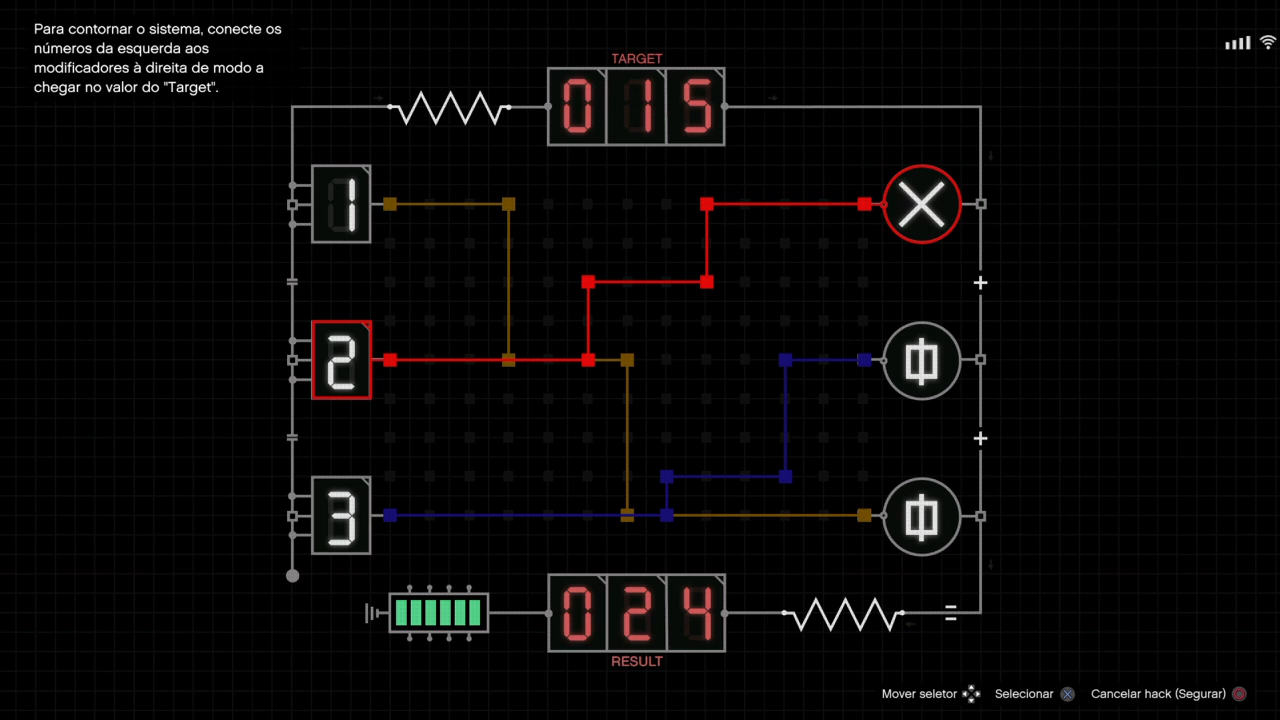 Para contornar o sistema, conecte os
números da esquerda aos
modificadores à direita de modo a
chegar no valor do "Target".
TARGET
015
1
2
3
024
RESULT
Mover seletor Selecionar Cancelar hack (Segurar)